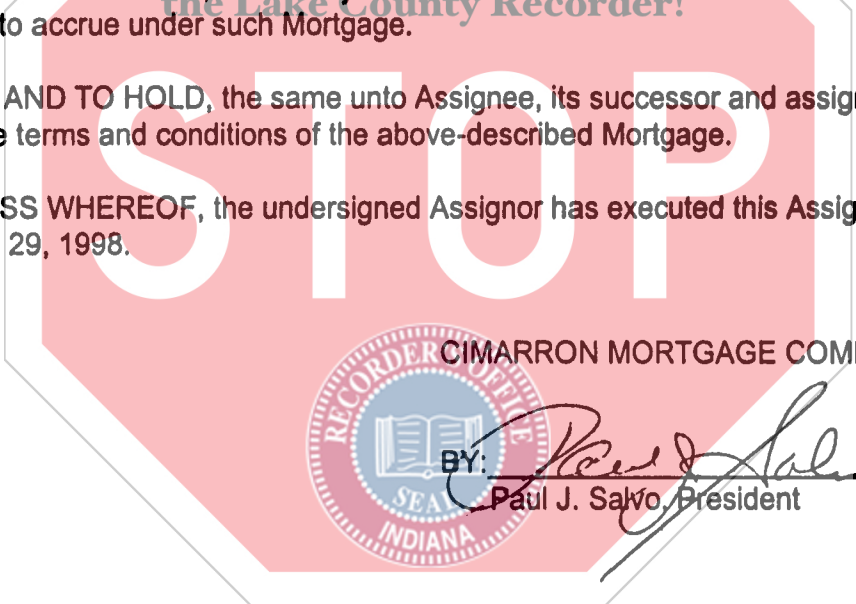 the Lake County Recorder!
to accrue under such Mortgage.
AND TO HOLD, the same unto Assignee, its successor and assign
e terms and conditions of the above-described Mortgage.
STOP
SS WHEREOF, the undersigned Assignor has executed this Assig
29, 1998.
CIMARRON MORTGAGE COM
RECORDER'S OFFICE
SEAL
INDIANA
BY:
Paul J. Salvo, President